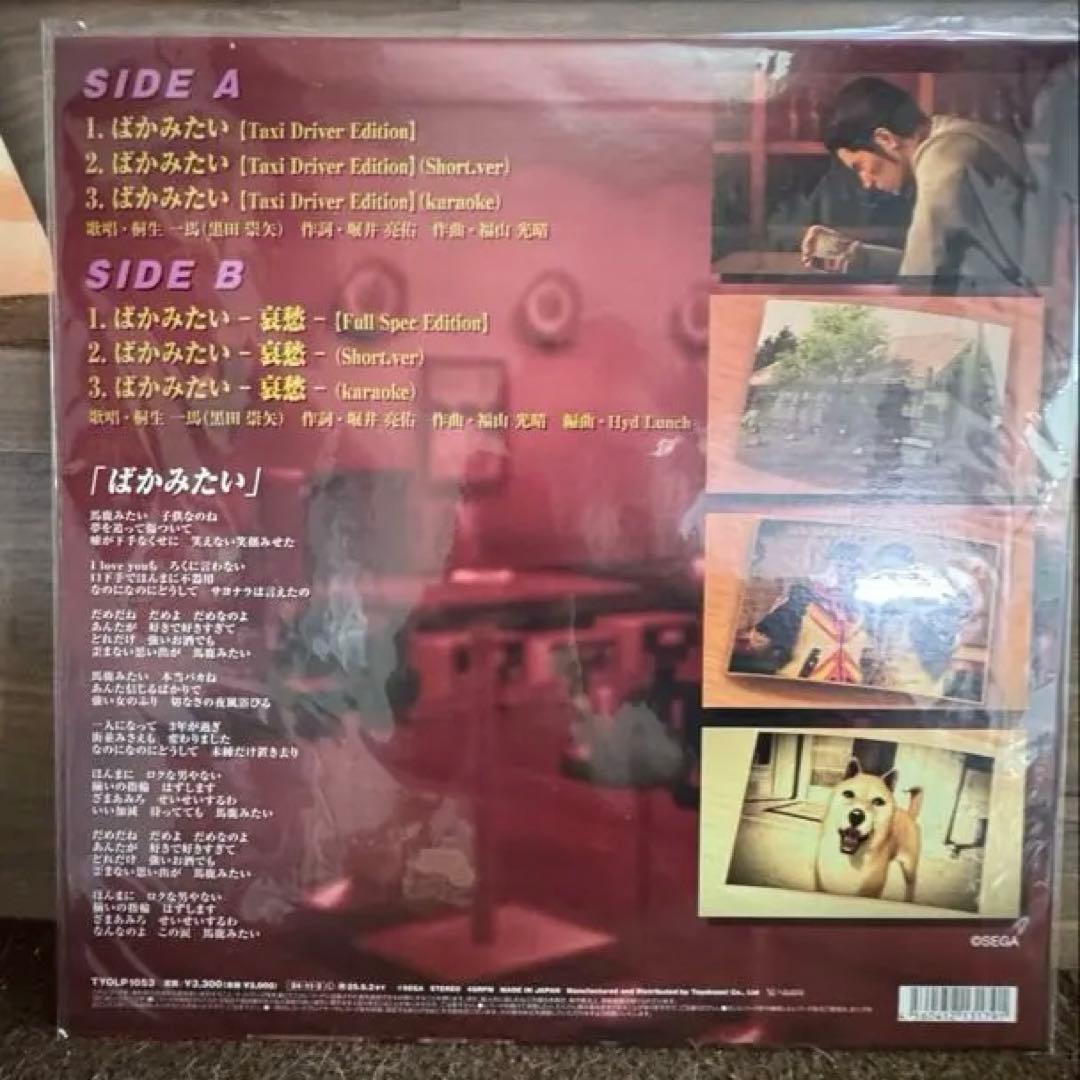 SIDE A
1. ばかみたい【Taxi Driver Edition】
2. ばかみたい【Taxi Driver Edition】(Short.ver)
3. ばかみたい【Taxi Driver Edition】(karaoke)
歌唱・桐生 一馬(黒田 崇矢) 作詞・堀井 亮佑 作曲・福山 光晴
SIDE B
1. ばかみたい － 哀愁 －【Full Spec Edition】
2. ばかみたい － 哀愁 －(Short.ver)
3. ばかみたい － 哀愁 －(karaoke)
歌唱・桐生 一馬(黒田 崇矢) 作詞・堀井 亮佑 作曲・福山 光晴 編曲・Hyd Lunch
「ばかみたい」
馬鹿みたい 子供なのね
夢を追って傷ついて
嘘が下手なくせに 笑えない笑顔みせた
I love youも ろくに言わない
口下手でほんまに不器用
なのになのにどうして サヨナラは言えたの
だめだね だめよ だめなのよ
あんたが 好きで好きすぎて
どれだけ 強いお酒でも
歪まない思い出が 馬鹿みたい
馬鹿みたい 本当バカね
あんた信じるばかりで
強い女のふり 切なさの夜風浴びる
一人になって 3年が過ぎ
街並みさえも 変わりました
なのになのにどうして 未練だけ置き去り
ほんまに ロクな男やない
揃いの指輪 はずします
ざまあみろ せいせいするわ
いい加減 待ってても 馬鹿みたい
だめだね だめよ だめなのよ
あんたが 好きで好きすぎて
どれだけ 強いお酒でも
歪まない思い出が 馬鹿みたい
ほんまに ロクな男やない
揃いの指輪 はずします
ざまあみろ せいせいするわ
なんなのよ この涙 馬鹿みたい
©SEGA
TYOLP1053 ¥3,300 ©SEGA STEREO 45RPM MADE IN JAPAN Manufactured and Distributed by Toyokasei Co., Ltd